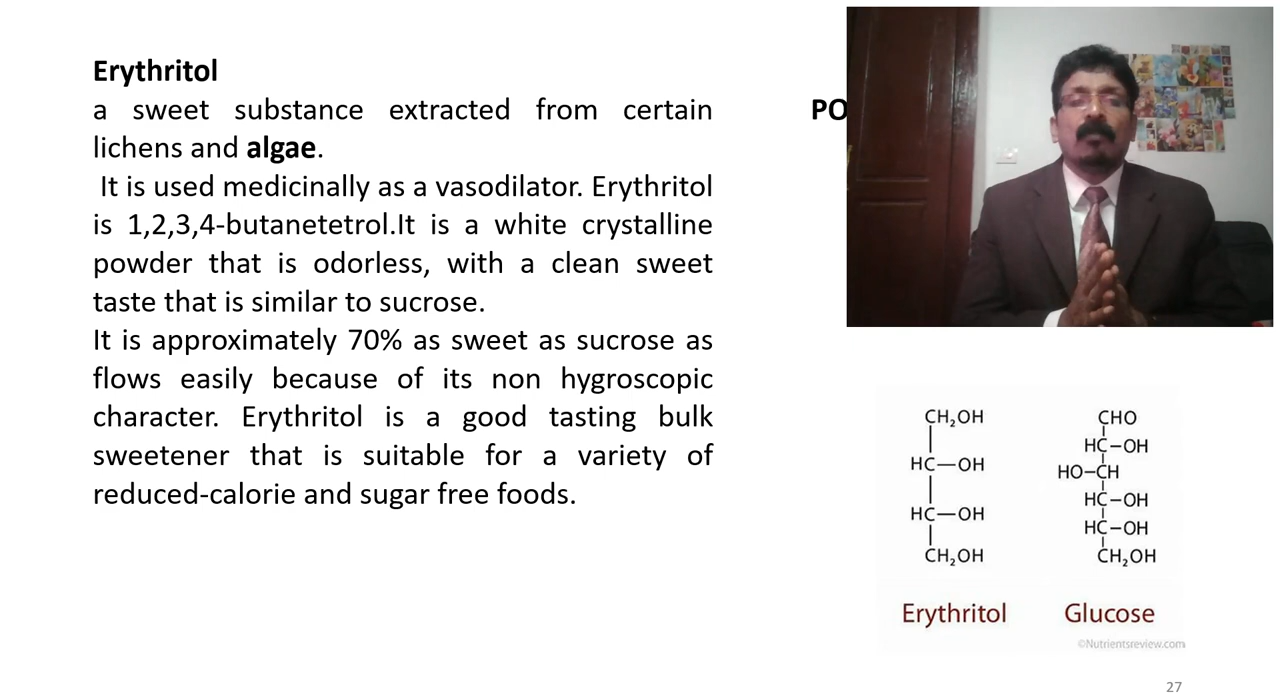 Erythritol
a sweet substance extracted from certain
lichens and algae.
It is used medicinally as a vasodilator. Erythritol
is 1,2,3,4-butanetetrol.It is a white crystalline
powder that is odorless, with a clean sweet
taste that is similar to sucrose.
It is approximately 70% as sweet as sucrose as
flows easily because of its non hygroscopic
character. Erythritol is a good tasting bulk
sweetener that is suitable for a variety of
reduced-calorie and sugar free foods.
PO
CH₂OH
HC—OH
HC—OH
CH₂OH
Erythritol
CHO
HC–OH
HO–CH
HC–OH
HC–OH
CH₂OH
Glucose
©Nutrientsreview.com
27